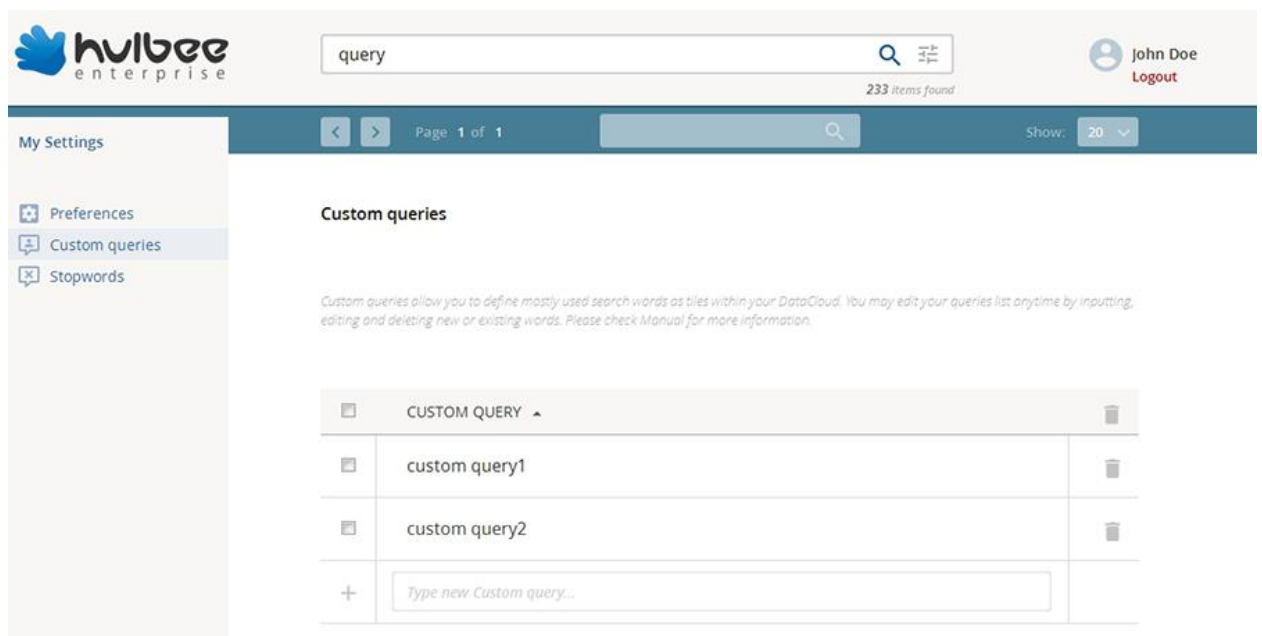 hulbee
enterprise
query
233 items found
John Doe
Logout
My Settings
Page 1 of 1
Show: 20
Preferences
Custom queries
Stopwords
Custom queries
Custom queries allow you to define mostly used search words as tiles within your DataCloud. You may edit your queries list anytime by inputting,
editing and deleting new or existing words. Please check Manual for more information.
CUSTOM QUERY
custom query1
custom query2
Type new Custom query...